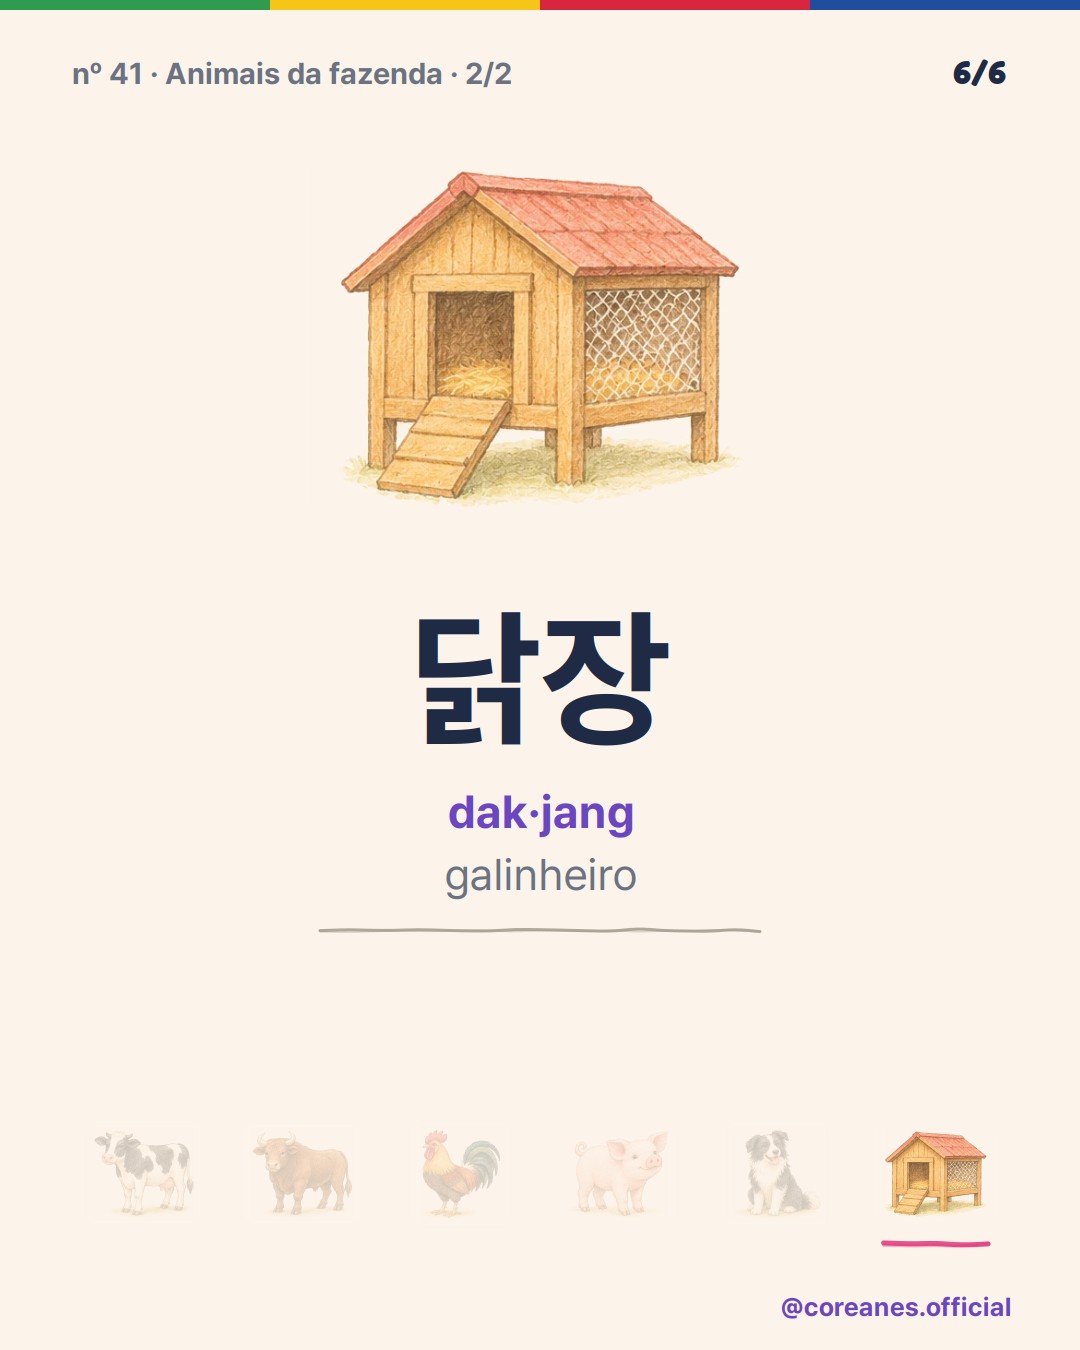 nº 41 · Animais da fazenda · 2/2
6/6
닭장
dak·jang
galinheiro
@coreanes.official